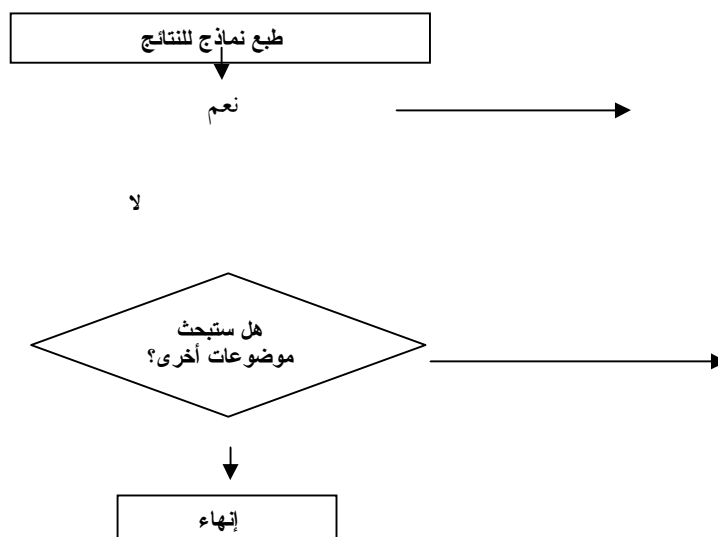 طبع نماذج للنتائج
نعم
لا
هل ستبحث
موضوعات أخرى؟
إنهاء